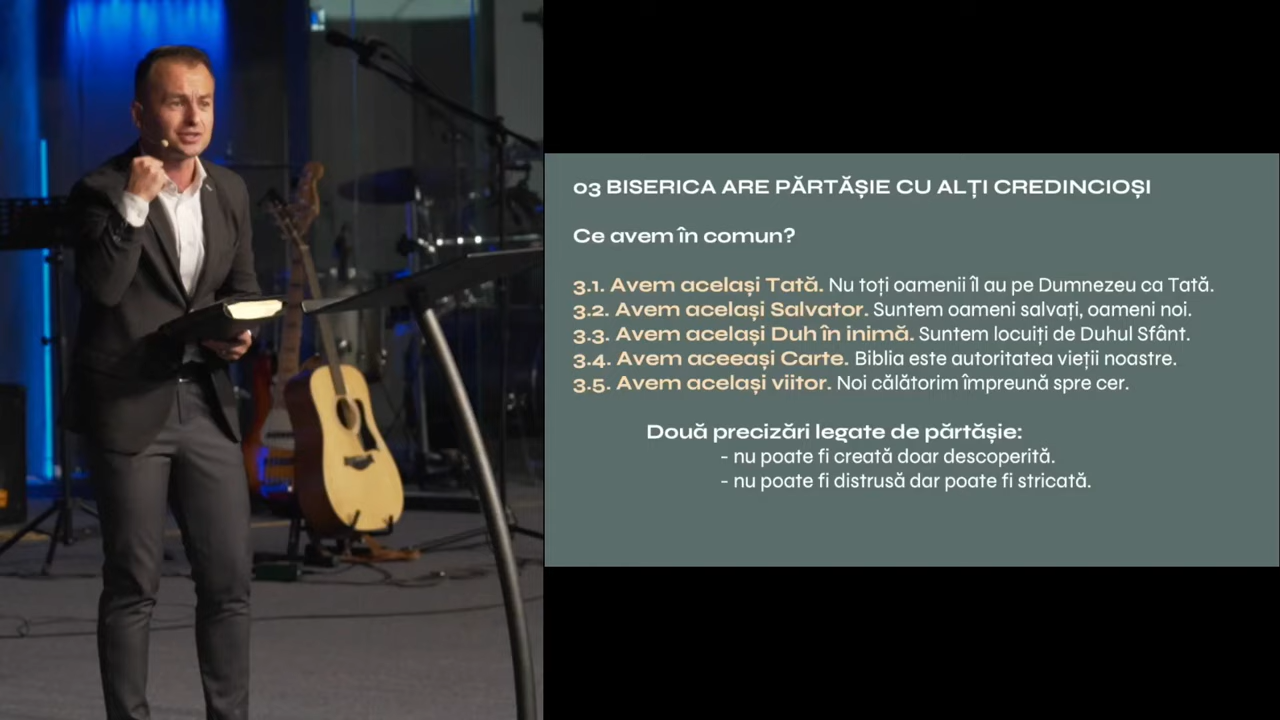 03 BISERICA ARE PĂRTĂȘIE CU ALȚI CREDINCIOȘI
Ce avem în comun?
3.1. Avem același Tată. Nu toți oamenii îl au pe Dumnezeu ca Tată.
3.2. Avem același Salvator. Suntem oameni salvați, oameni noi.
3.3. Avem același Duh în inimă. Suntem locuiți de Duhul Sfânt.
3.4. Avem aceeași Carte. Biblia este autoritatea vieții noastre.
3.5. Avem același viitor. Noi călătorim împreună spre cer.
Două precizări legate de părtășie:
- nu poate fi creată doar descoperită.
- nu poate fi distrusă dar poate fi stricată.